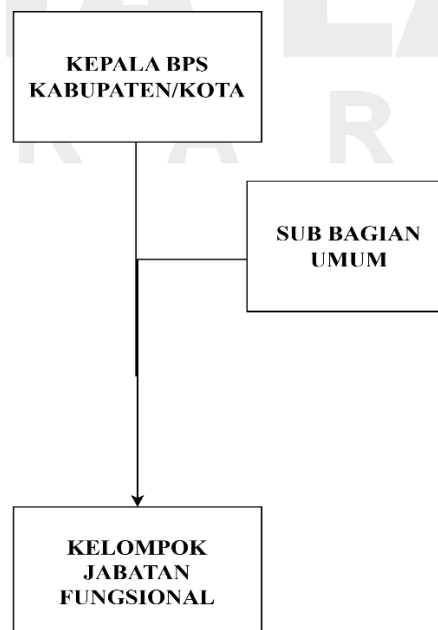 KEPALA BPS
KABUPATEN/KOTA
SUB BAGIAN
UMUM
KELOMPOK
JABATAN
FUNGSIONAL